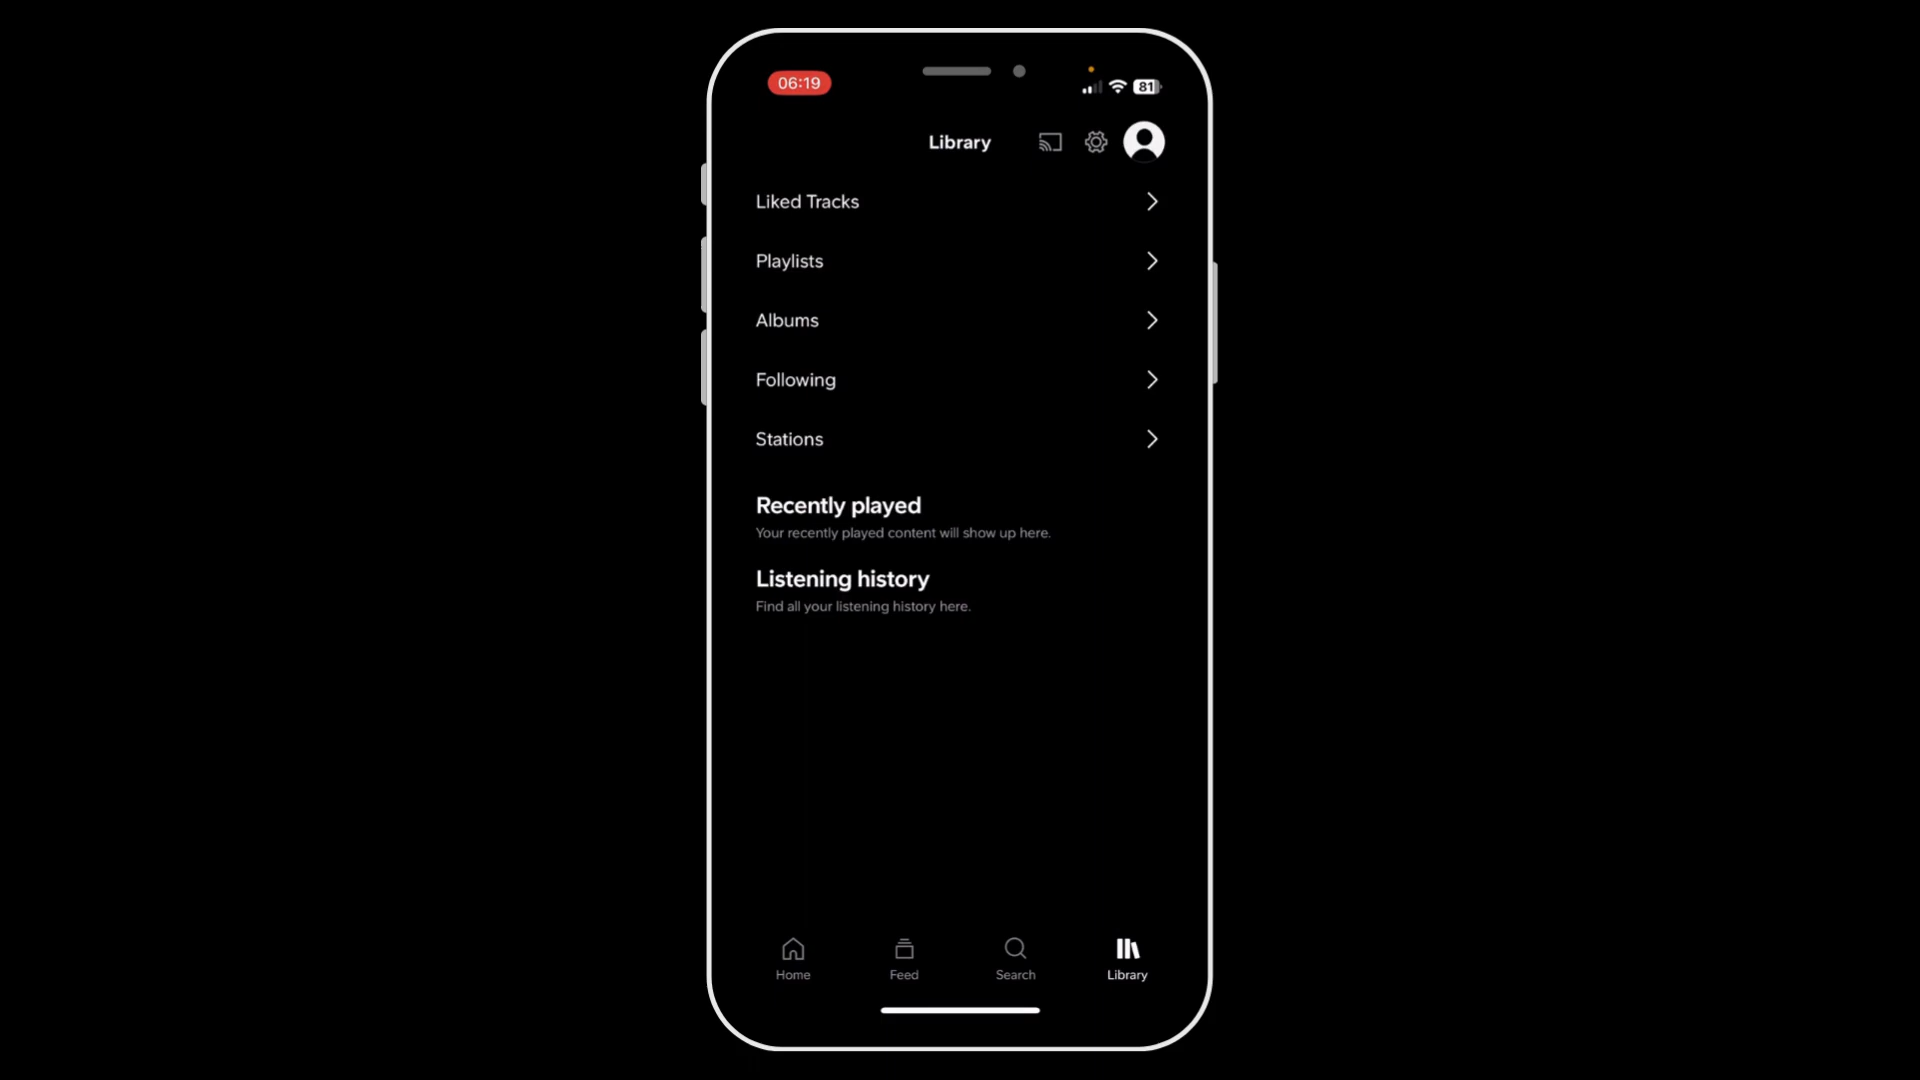 06:19
81
Library
Liked Tracks
Playlists
Albums
Following
Stations
Recently played
Your recently played content will show up here.
Listening history
Find all your listening history here.
Home
Feed
Search
Library